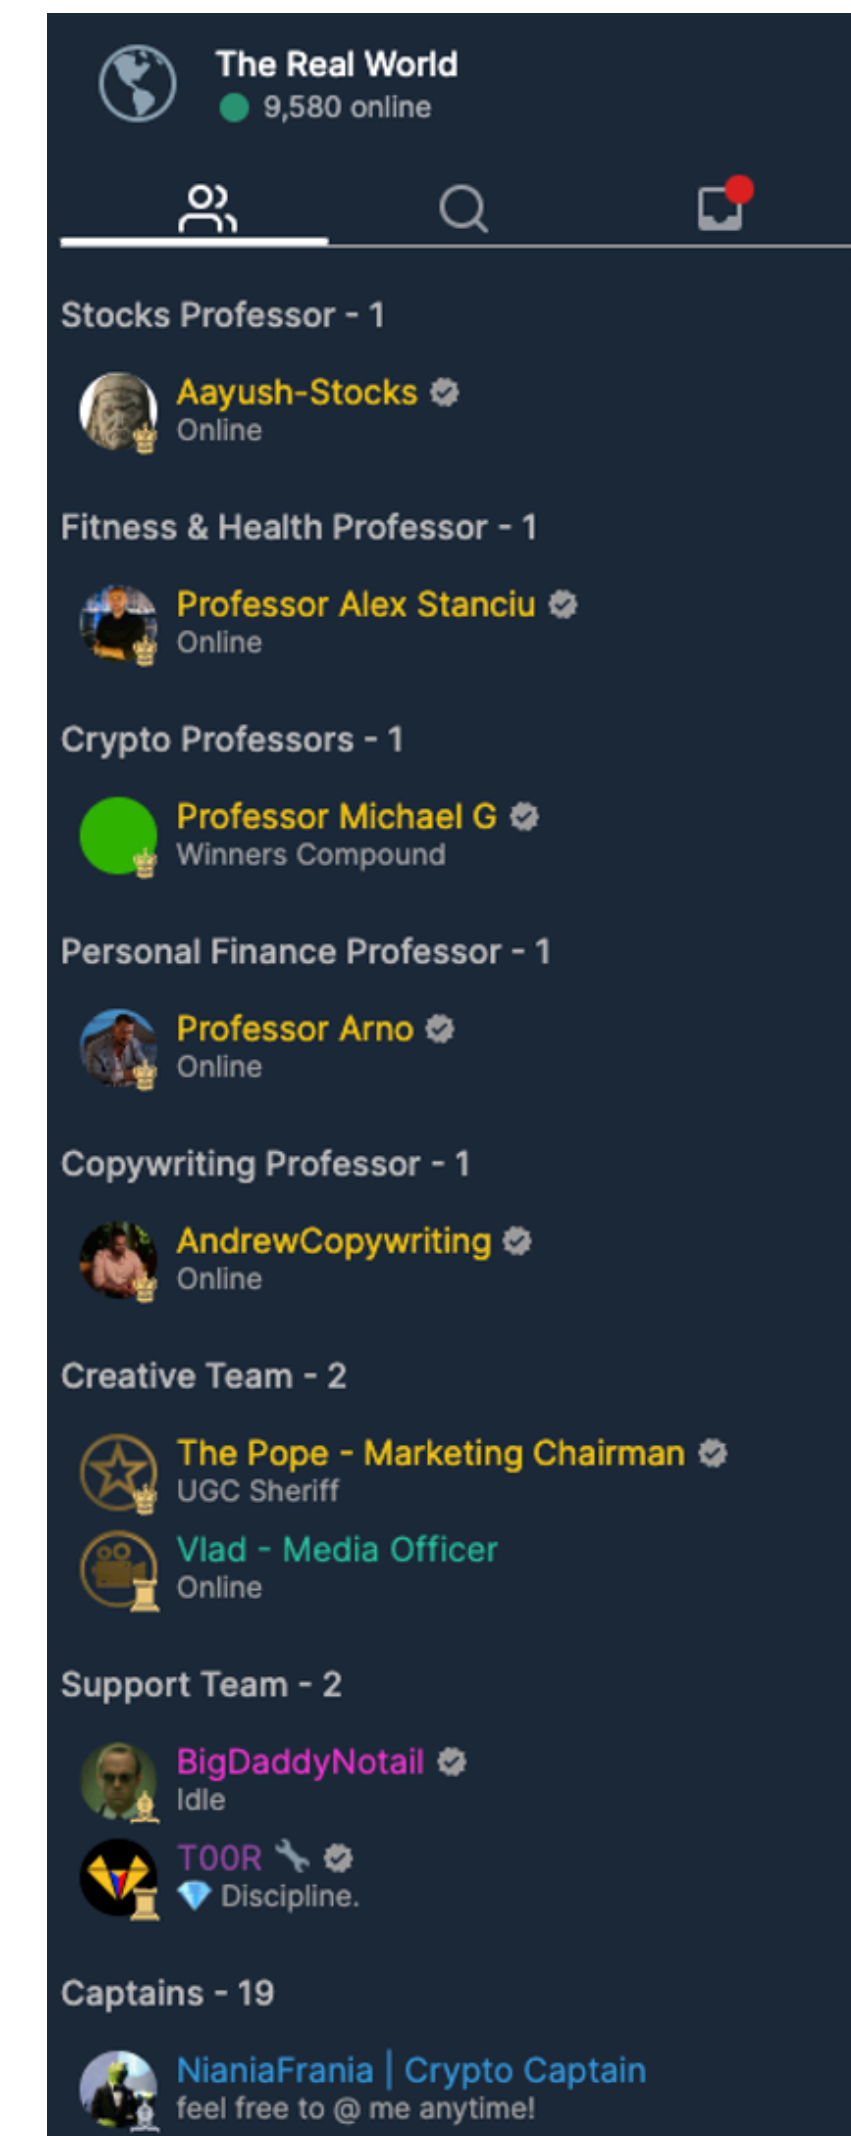 The Real World
9,580 online
Stocks Professor - 1
Aayush-Stocks
Online
Fitness & Health Professor - 1
Professor Alex Stanciu
Online
Crypto Professors - 1
Professor Michael G
Winners Compound
Personal Finance Professor - 1
Professor Arno
Online
Copywriting Professor - 1
AndrewCopywriting
Online
Creative Team - 2
The Pope - Marketing Chairman
UGC Sheriff
Vlad - Media Officer
Online
Support Team - 2
BigDaddyNotail
Idle
T00R 🔧
💎 Discipline.
Captains - 19
NianiaFrania | Crypto Captain
feel free to @ me anytime!